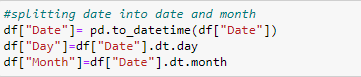 #splitting date into date and month
df["Date"]= pd.to_datetime(df["Date"])
df["Day"]=df["Date"].dt.day
df["Month"]=df["Date"].dt.month